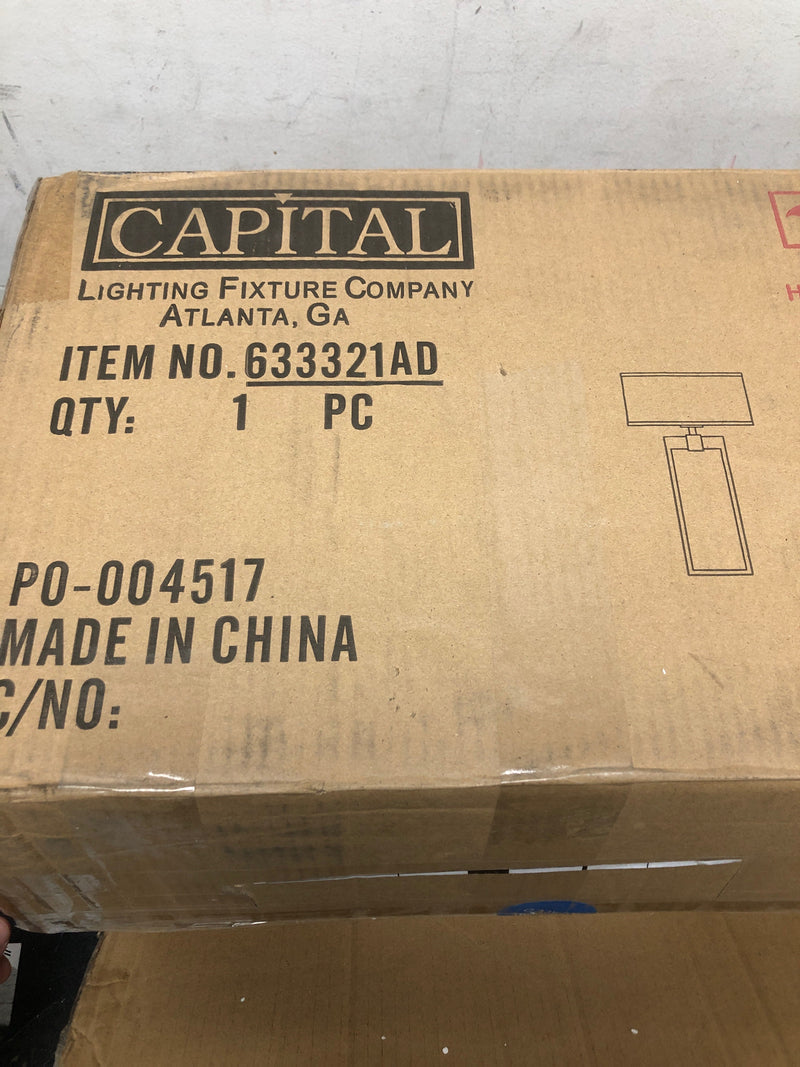 CAPITAL
LIGHTING FIXTURE COMPANY
ATLANTA, GA
ITEM NO. 633321AD
QTY: 1 PC
PO-004517
MADE IN CHINA
C/NO: